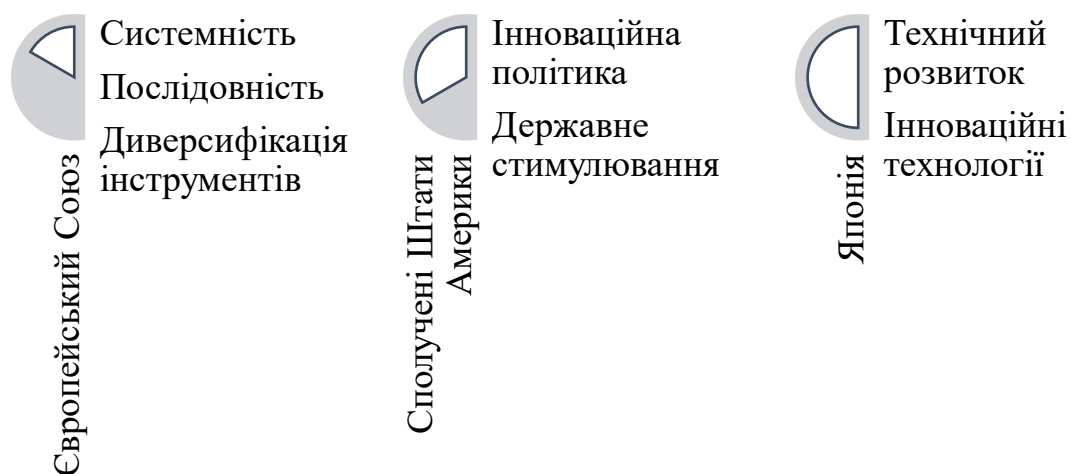 Європейський Союз
Системність
Послідовність
Диверсифікація
інструментів
Сполучені Штати
Америки
Інноваційна
політика
Державне
стимулювання
Японія
Технічний
розвиток
Інноваційні
технології